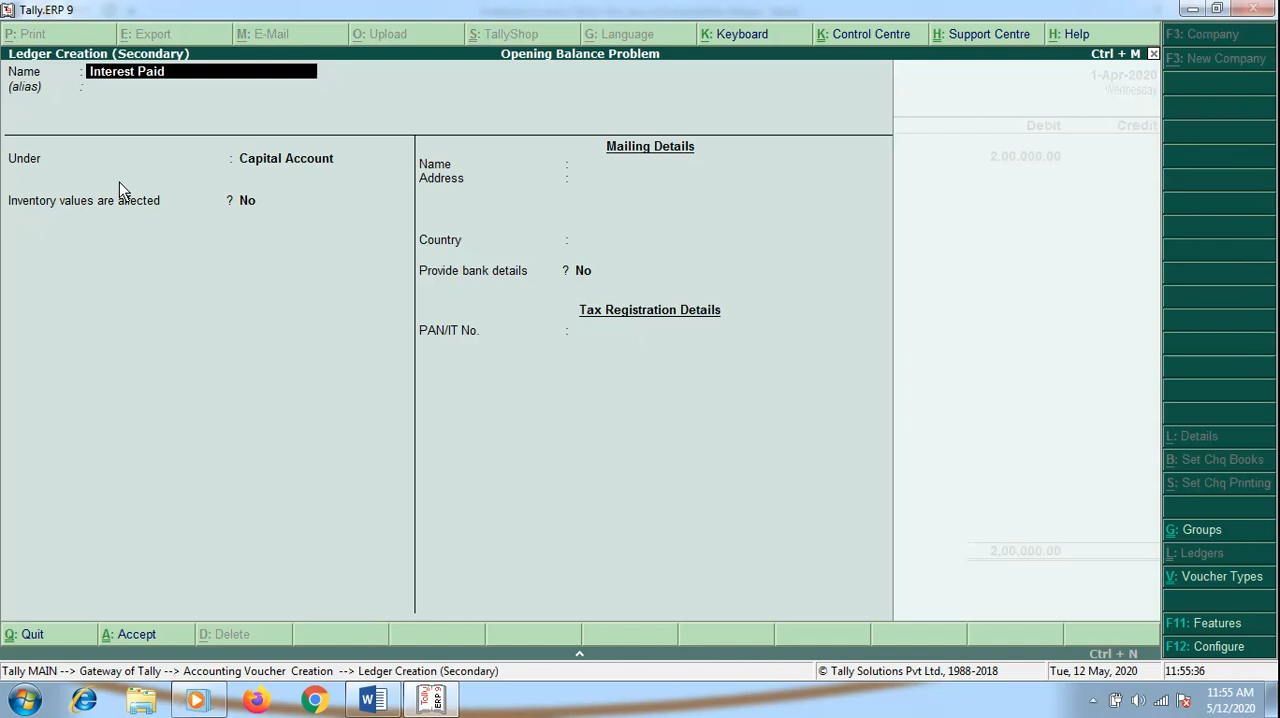 Tally.ERP 9
P: Print E: Export M: E-Mail O: Upload S: TallyShop G: Language K: Keyboard K: Control Centre H: Support Centre H: Help F3: Company
Ledger Creation (Secondary) Opening Balance Problem Ctrl + M F3: New Company
Name : Interest Paid 1-Apr-2020
(alias) : Wednesday
Debit Credit
Mailing Details
Under : Capital Account Name : 2,00,000.00
Address :
Inventory values are affected ? No
Country :
Provide bank details ? No
Tax Registration Details
PAN/IT No. :
L: Details
B: Set Chq Books
S: Set Chq Printing
G: Groups
2,00,000.00 L: Ledgers
V: Voucher Types
F11: Features
Q: Quit A: Accept D: Delete
F12: Configure
Ctrl + N
Tally MAIN --> Gateway of Tally --> Accounting Voucher Creation --> Ledger Creation (Secondary) © Tally Solutions Pvt Ltd., 1988-2018 Tue, 12 May, 2020 11:55:36
11:55 AM
5/12/2020